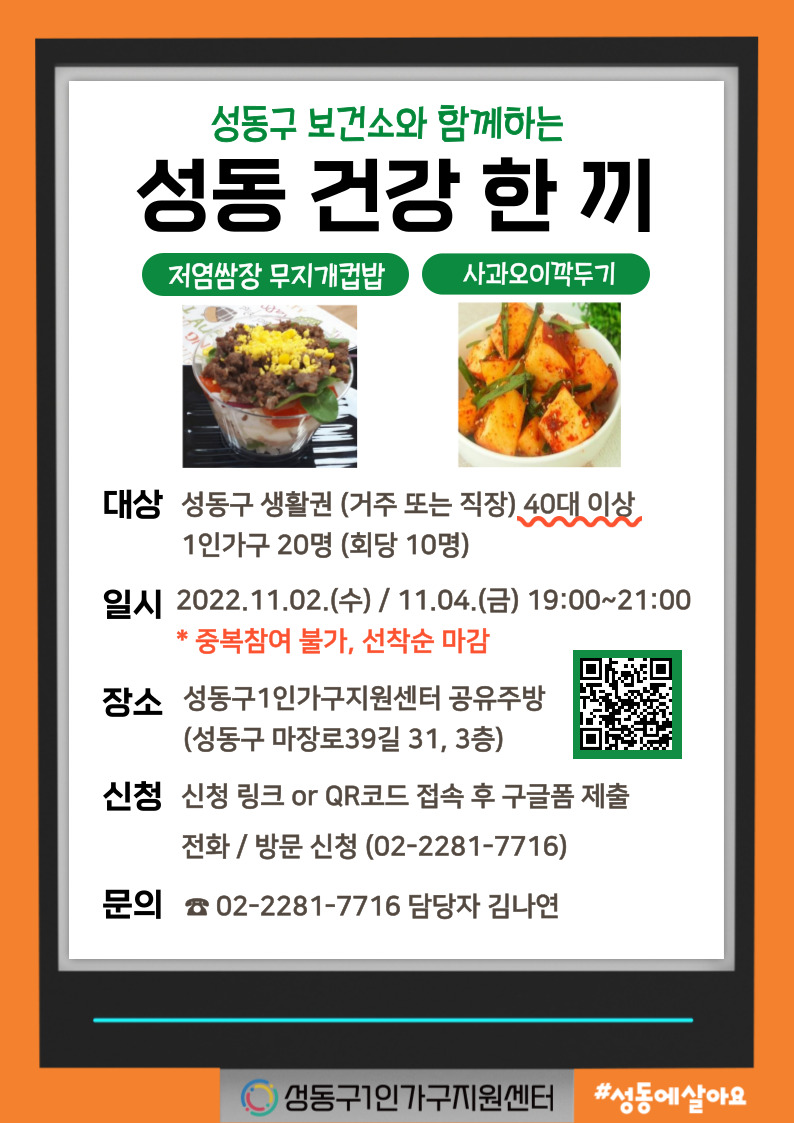 성동구 보건소와 함께하는
성동 건강 한 끼
저염쌈장 무지개컵밥
사과오이깍두기
대상 성동구 생활권 (거주 또는 직장) 40대 이상
1인가구 20명 (회당 10명)
일시 2022.11.02.(수) / 11.04.(금) 19:00~21:00
* 중복참여 불가, 선착순 마감
장소 성동구1인가구지원센터 공유주방
(성동구 마장로39길 31, 3층)
신청 신청 링크 or QR코드 접속 후 구글폼 제출
전화 / 방문 신청 (02-2281-7716)
문의 ☎ 02-2281-7716 담당자 김나연
성동구1인가구지원센터
#성동에살아요